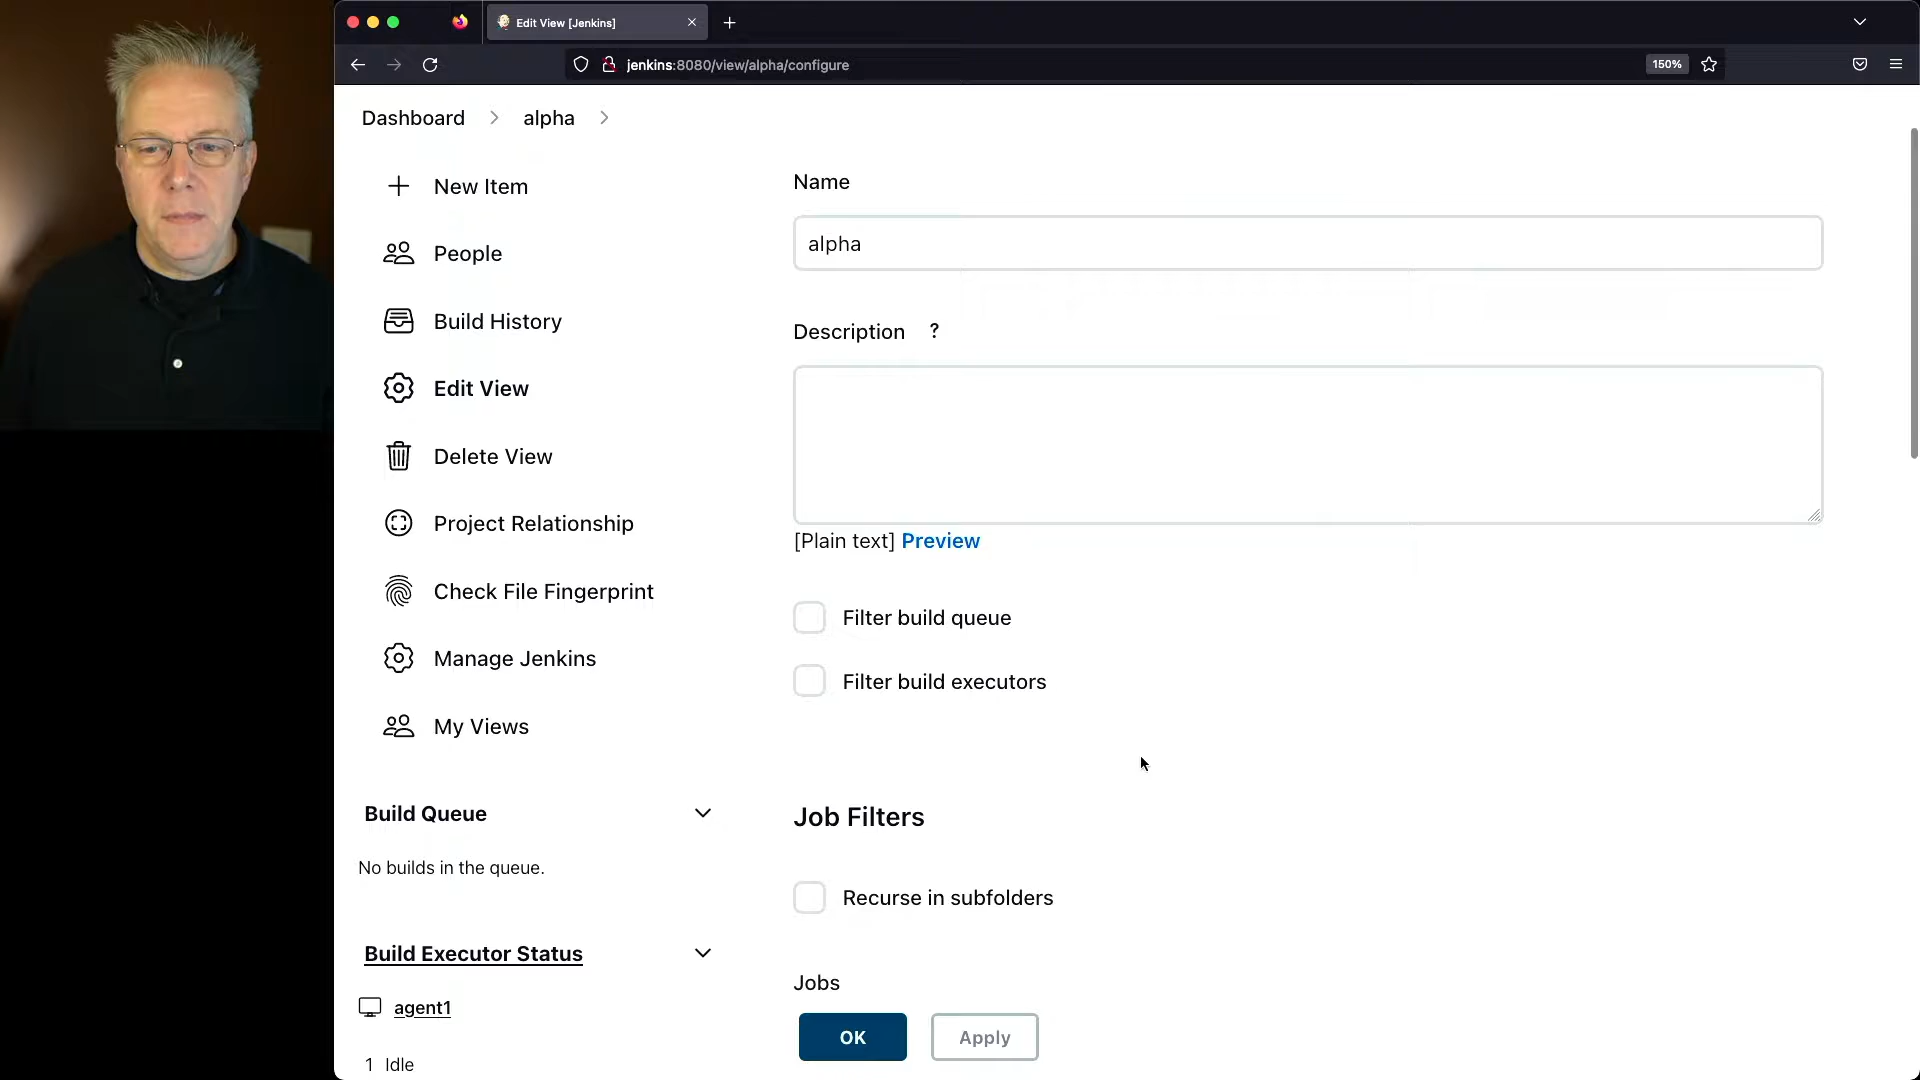 Edit View [Jenkins]
jenkins:8080/view/alpha/configure
150%
Dashboard
alpha
New Item
People
Build History
Edit View
Delete View
Project Relationship
Check File Fingerprint
Manage Jenkins
My Views
Build Queue
No builds in the queue.
Build Executor Status
agent1
1 Idle
Name
alpha
Description ?
[Plain text] Preview
Filter build queue
Filter build executors
Job Filters
Recurse in subfolders
Jobs
OK
Apply